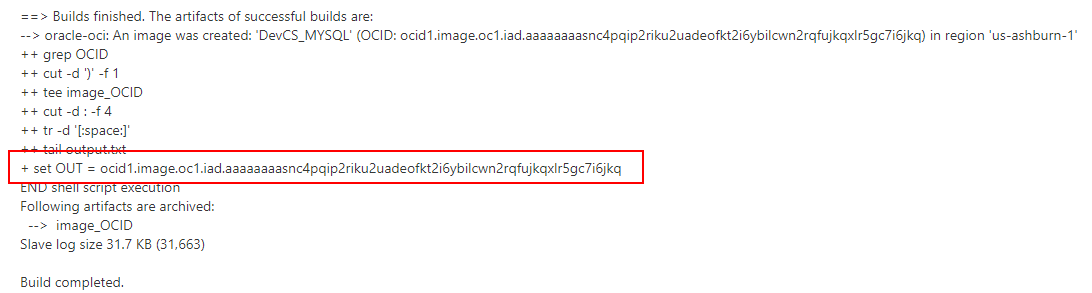 ==> Builds finished. The artifacts of successful builds are:
--> oracle-oci: An image was created: 'DevCS_MYSQL' (OCID: ocid1.image.oc1.iad.aaaaaaaasnc4pqip2riku2uadeofkt2i6ybilcwn2rqfujkqxlr5gc7i6jkq) in region 'us-ashburn-1'
++ grep OCID
++ cut -d ')' -f 1
++ tee image_OCID
++ cut -d : -f 4
++ tr -d '[:space:]'
++ tail output.txt
+ set OUT = ocid1.image.oc1.iad.aaaaaaaasnc4pqip2riku2uadeofkt2i6ybilcwn2rqfujkqxlr5gc7i6jkq
END shell script execution
Following artifacts are archived:
--> image_OCID
Slave log size 31.7 KB (31,663)
Build completed.